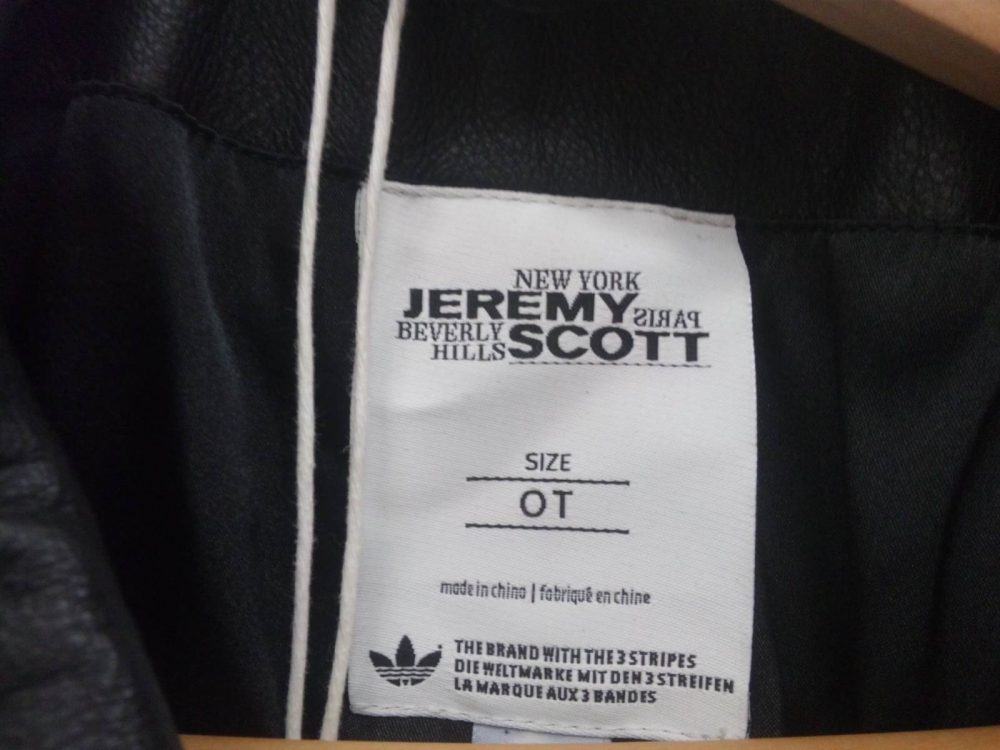 NEW YORK
JEREMY PARIS
BEVERLY HILLS SCOTT
SIZE
OT
made in china | fabriqué en chine
THE BRAND WITH THE 3 STRIPES
DIE WELTMARKE MIT DEN 3 STREIFEN
LA MARQUE AUX 3 BANDES